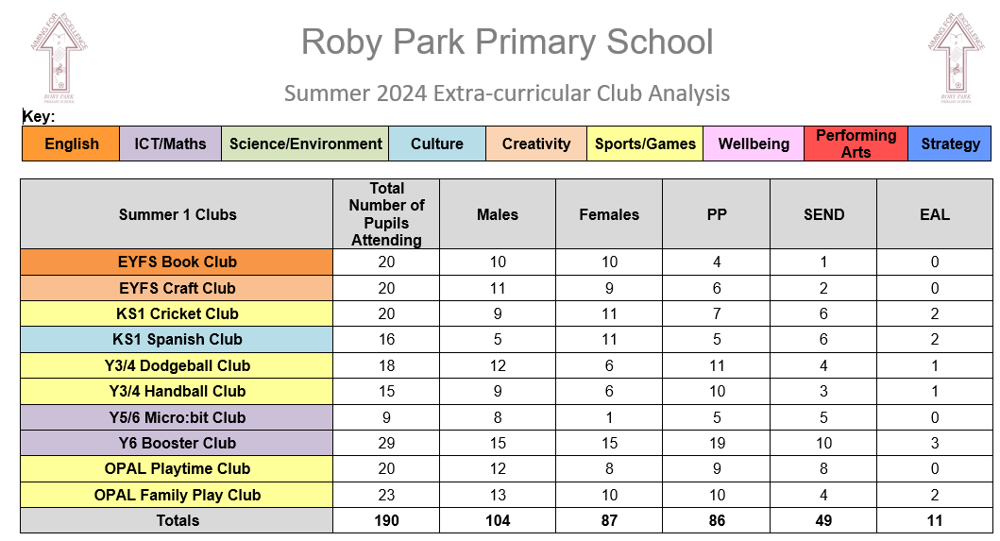 AIMING FOR EXCELLENCE
ROBY PARK
PRIMARY SCHOOL
Roby Park Primary School
AIMING FOR EXCELLENCE
ROBY PARK
PRIMARY SCHOOL
Summer 2024 Extra-curricular Club Analysis
Key:
English ICT/Maths Science/Environment Culture Creativity Sports/Games Wellbeing Performing Arts Strategy
Summer 1 Clubs Total Number of Pupils Attending Males Females PP SEND EAL
EYFS Book Club 20 10 10 4 1 0
EYFS Craft Club 20 11 9 6 2 0
KS1 Cricket Club 20 9 11 7 6 2
KS1 Spanish Club 16 5 11 5 6 2
Y3/4 Dodgeball Club 18 12 6 11 4 1
Y3/4 Handball Club 15 9 6 10 3 1
Y5/6 Micro:bit Club 9 8 1 5 5 0
Y6 Booster Club 29 15 15 19 10 3
OPAL Playtime Club 20 12 8 9 8 0
OPAL Family Play Club 23 13 10 10 4 2
Totals 190 104 87 86 49 11